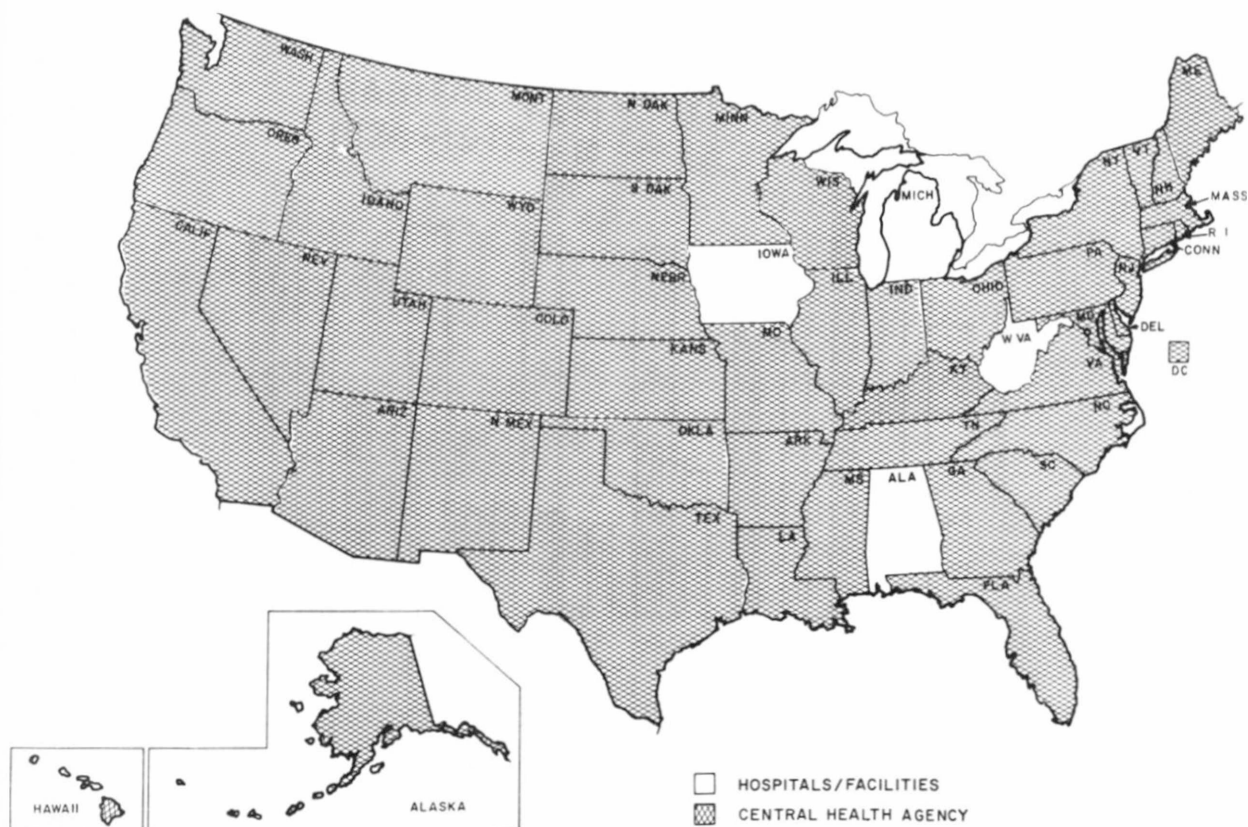 WASH
MONT
N DAK
MINN
ME
OREG
IDAHO
WYO
S DAK
WIS
MICH
NY
VT
NH
MASS
R I
CONN
CALIF
NEV
UTAH
COLO
NEBR
IOWA
ILL
IND
OHIO
PA
NJ
KANS
MO
W VA
MD
DEL
DC
KY
VA
ARIZ
N MEX
OKLA
ARK
TN
NC
TEX
LA
MS
ALA
GA
SC
FLA
HAWAII
ALASKA
HOSPITALS/FACILITIES
CENTRAL HEALTH AGENCY